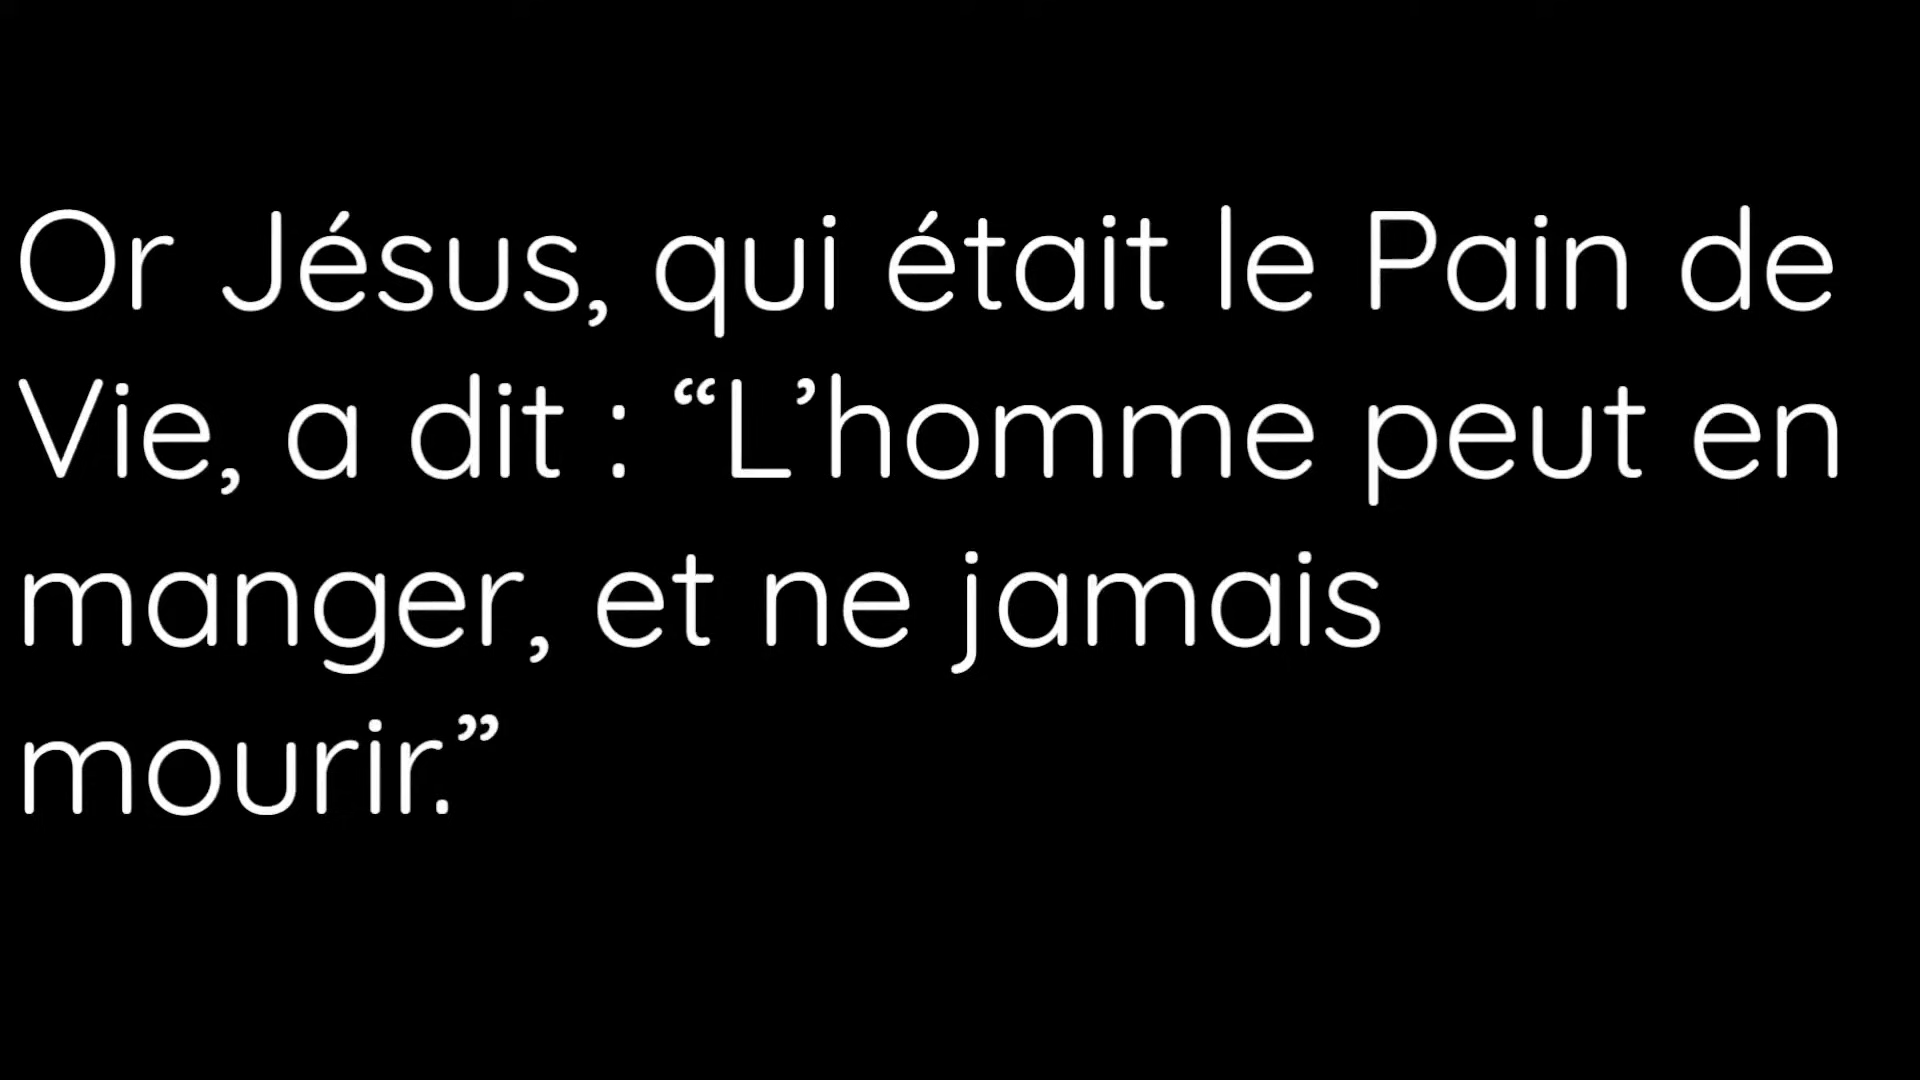 Or Jésus, qui était le Pain de
Vie, a dit : “L’homme peut en
manger, et ne jamais
mourir.”